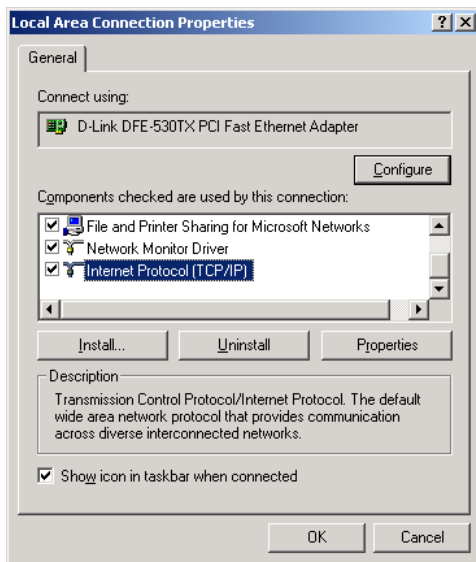 Local Area Connection Properties
General
Connect using:
D-Link DFE-530TX PCI Fast Ethernet Adapter
Configure
Components checked are used by this connection:
File and Printer Sharing for Microsoft Networks
Network Monitor Driver
Internet Protocol (TCP/IP)
Install... Uninstall Properties
Description
Transmission Control Protocol/Internet Protocol. The default
wide area network protocol that provides communication
across diverse interconnected networks.
Show icon in taskbar when connected
OK Cancel